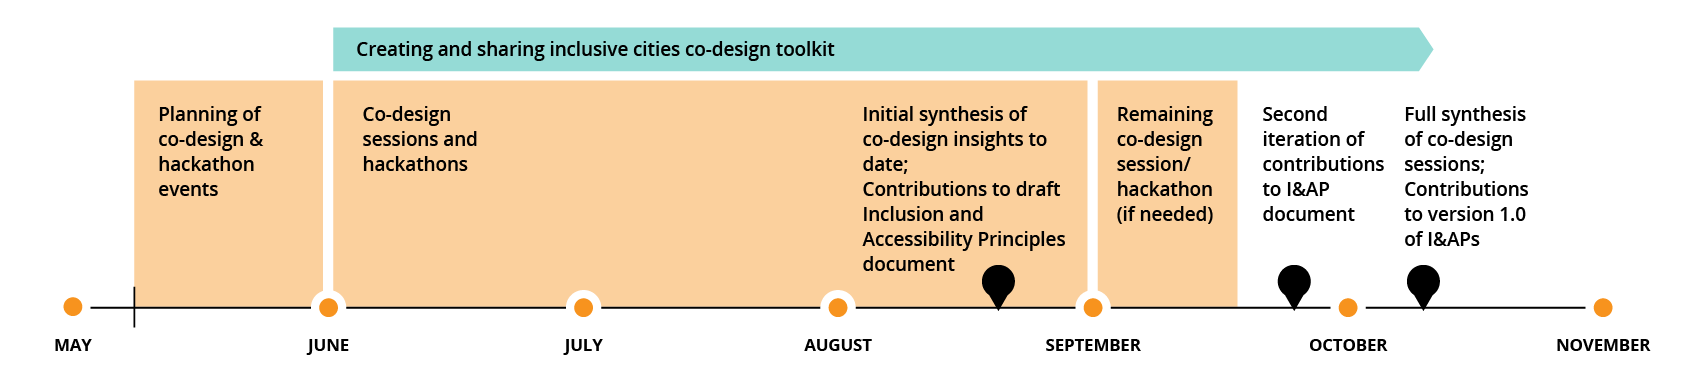 Creating and sharing inclusive cities co-design toolkit
Planning of
co-design &
hackathon
events
Co-design
sessions and
hackathons
Initial synthesis of
co-design insights to
date;
Contributions to draft
Inclusion and
Accessibility Principles
document
Remaining
co-design
session/
hackathon
(if needed)
Second
iteration of
contributions
to I&AP
document
Full synthesis
of co-design
sessions;
Contributions
to version 1.0
of I&APs
MAY
JUNE
JULY
AUGUST
SEPTEMBER
OCTOBER
NOVEMBER